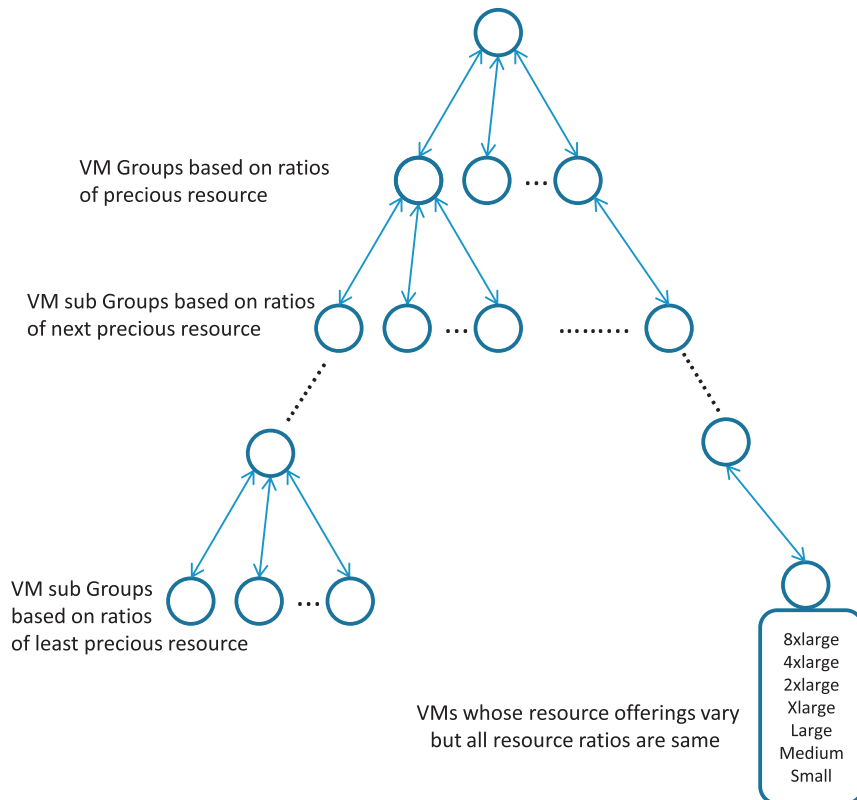 VM Groups based on ratios
of precious resource
...
VM sub Groups based on ratios
of next precious resource
...
.........
VM sub Groups
based on ratios
of least precious resource
...
8xlarge
4xlarge
2xlarge
Xlarge
Large
Medium
Small
VMs whose resource offerings vary
but all resource ratios are same